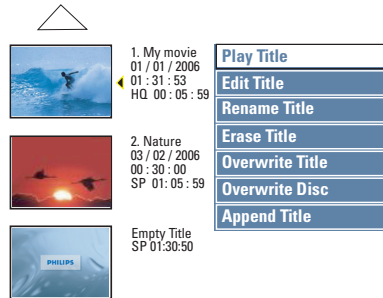 1. My movie
01 / 01 / 2006
01 : 31 : 53
HQ 00 : 05 : 59
2. Nature
03 / 02 / 2006
00 : 30 : 00
SP 01: 05 : 59
PHILIPS
Empty Title
SP 01:30:50
Play Title
Edit Title
Rename Title
Erase Title
Overwrite Title
Overwrite Disc
Append Title